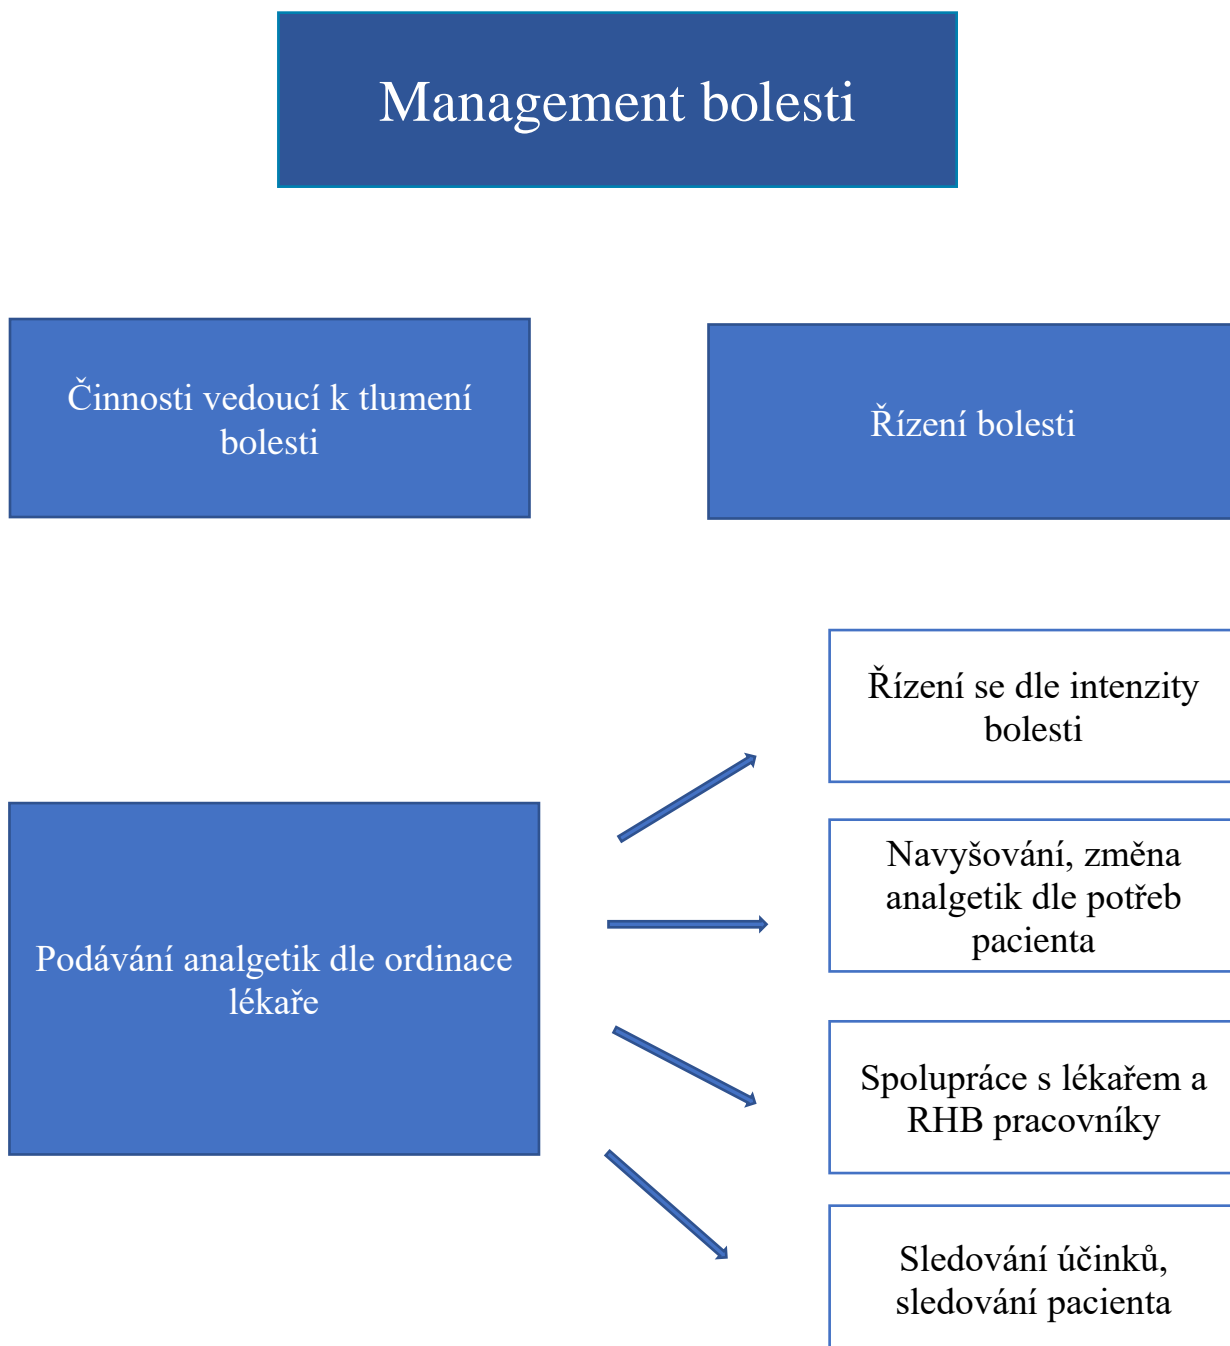 Management bolesti
Činnosti vedoucí k tlumení
bolesti
Řízení bolesti
Podávání analgetik dle ordinace
lékaře
Řízení se dle intenzity
bolesti
Navyšování, změna
analgetik dle potřeb
pacienta
Spolupráce s lékařem a
RHB pracovníky
Sledování účinků,
sledování pacienta